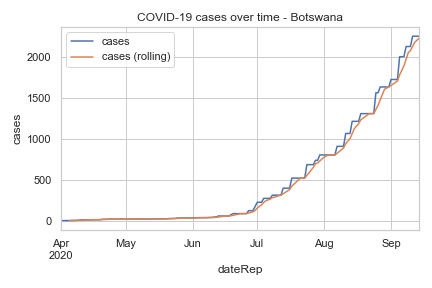 COVID-19 cases over time - Botswana
cases
cases (rolling)
2000
1500
1000
500
0
cases
Apr May Jun Jul Aug Sep
2020
dateRep